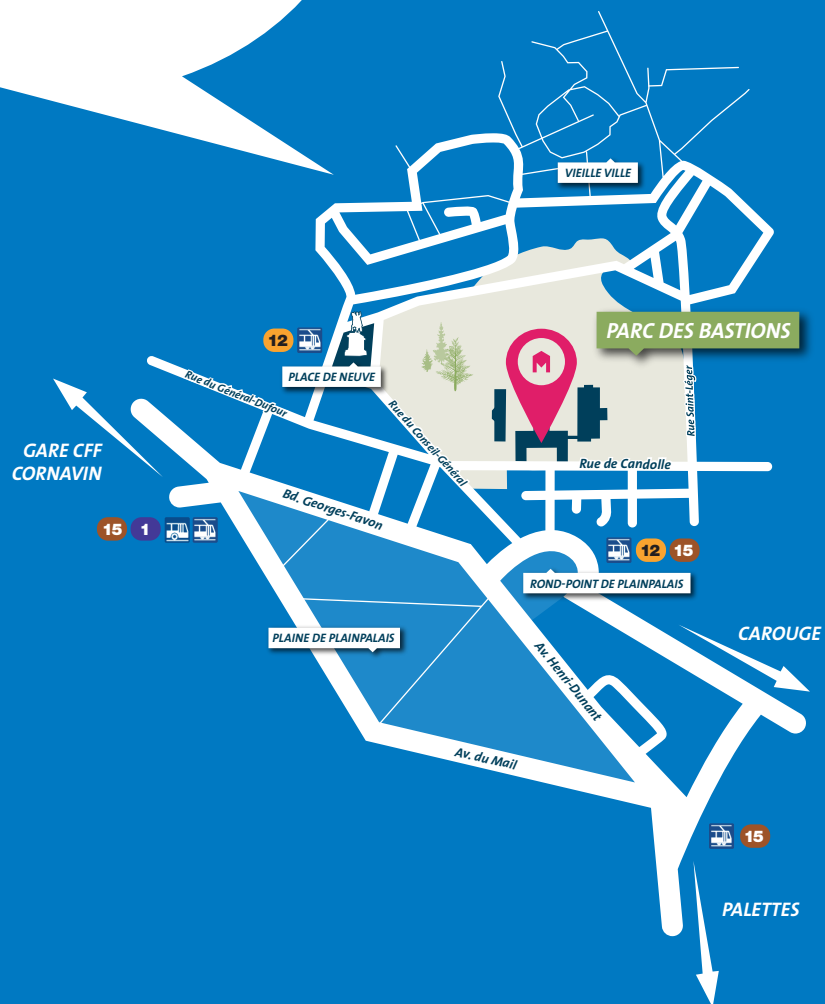 VIEILLE VILLE
PARC DES BASTIONS
12
PLACE DE NEUVE
Rue du Général-Dufour
Rue du Conseil-Général
Rue Saint-Léger
GARE CFF
CORNAVIN
Rue de Candolle
Bd. Georges-Favon
15
1
12
15
ROND-POINT DE PLAINPALAIS
PLAINE DE PLAINPALAIS
CAROUGE
Av. Henri-Dunant
Av. du Mail
15
PALETTES